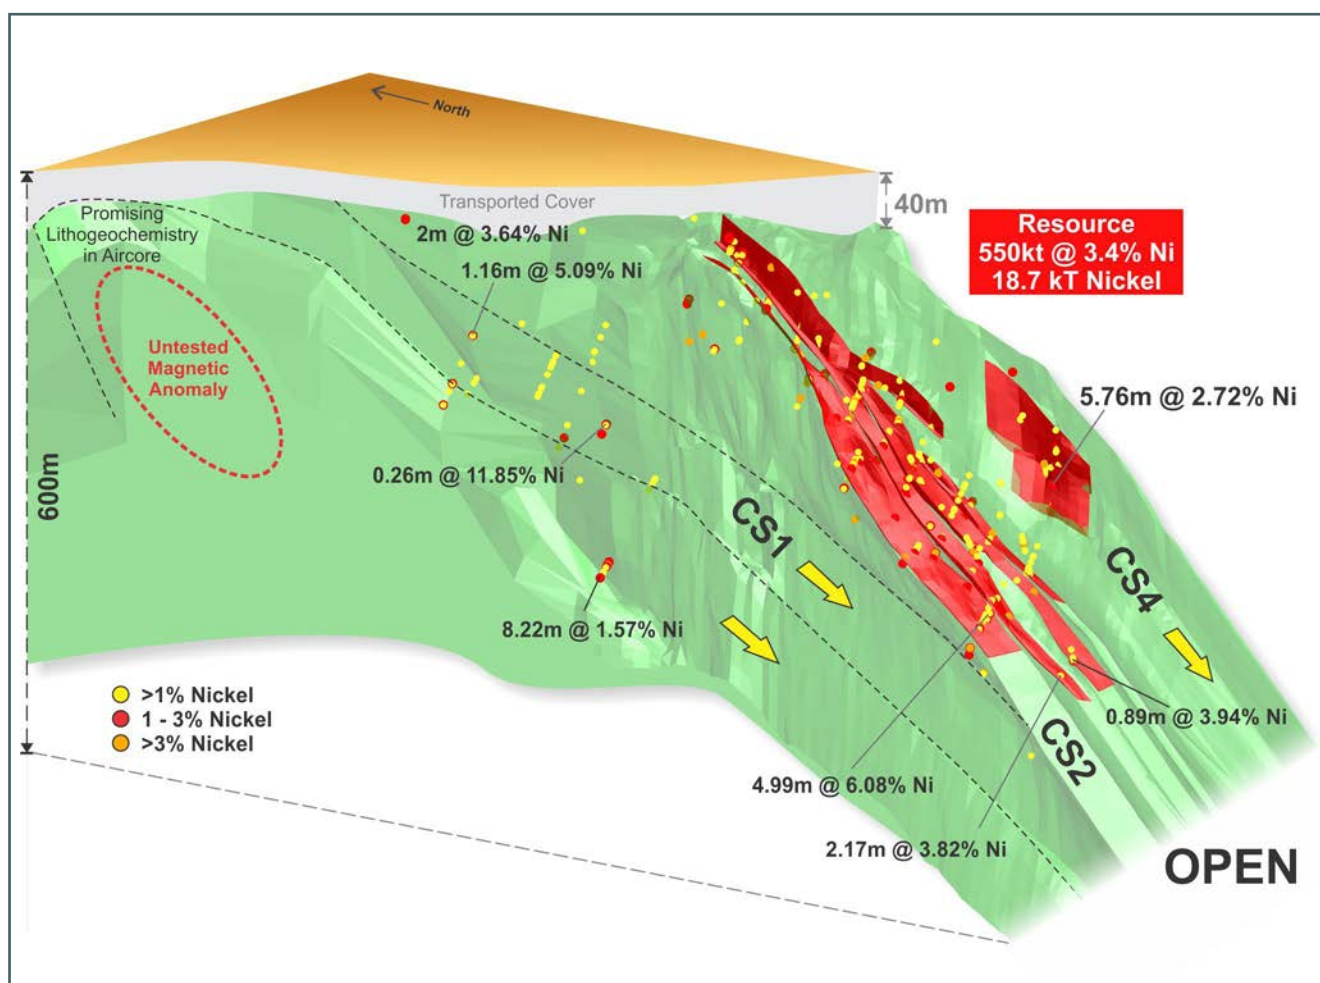 North
Transported Cover
40m
Promising
Lithogeochemistry
in Aircore
2m @ 3.64% Ni
1.16m @ 5.09% Ni
Resource
550kt @ 3.4% Ni
18.7 kT Nickel
Untested
Magnetic
Anomaly
5.76m @ 2.72% Ni
600m
0.26m @ 11.85% Ni
CS1
CS4
8.22m @ 1.57% Ni
>1% Nickel
1 - 3% Nickel
>3% Nickel
0.89m @ 3.94% Ni
CS2
4.99m @ 6.08% Ni
2.17m @ 3.82% Ni
OPEN